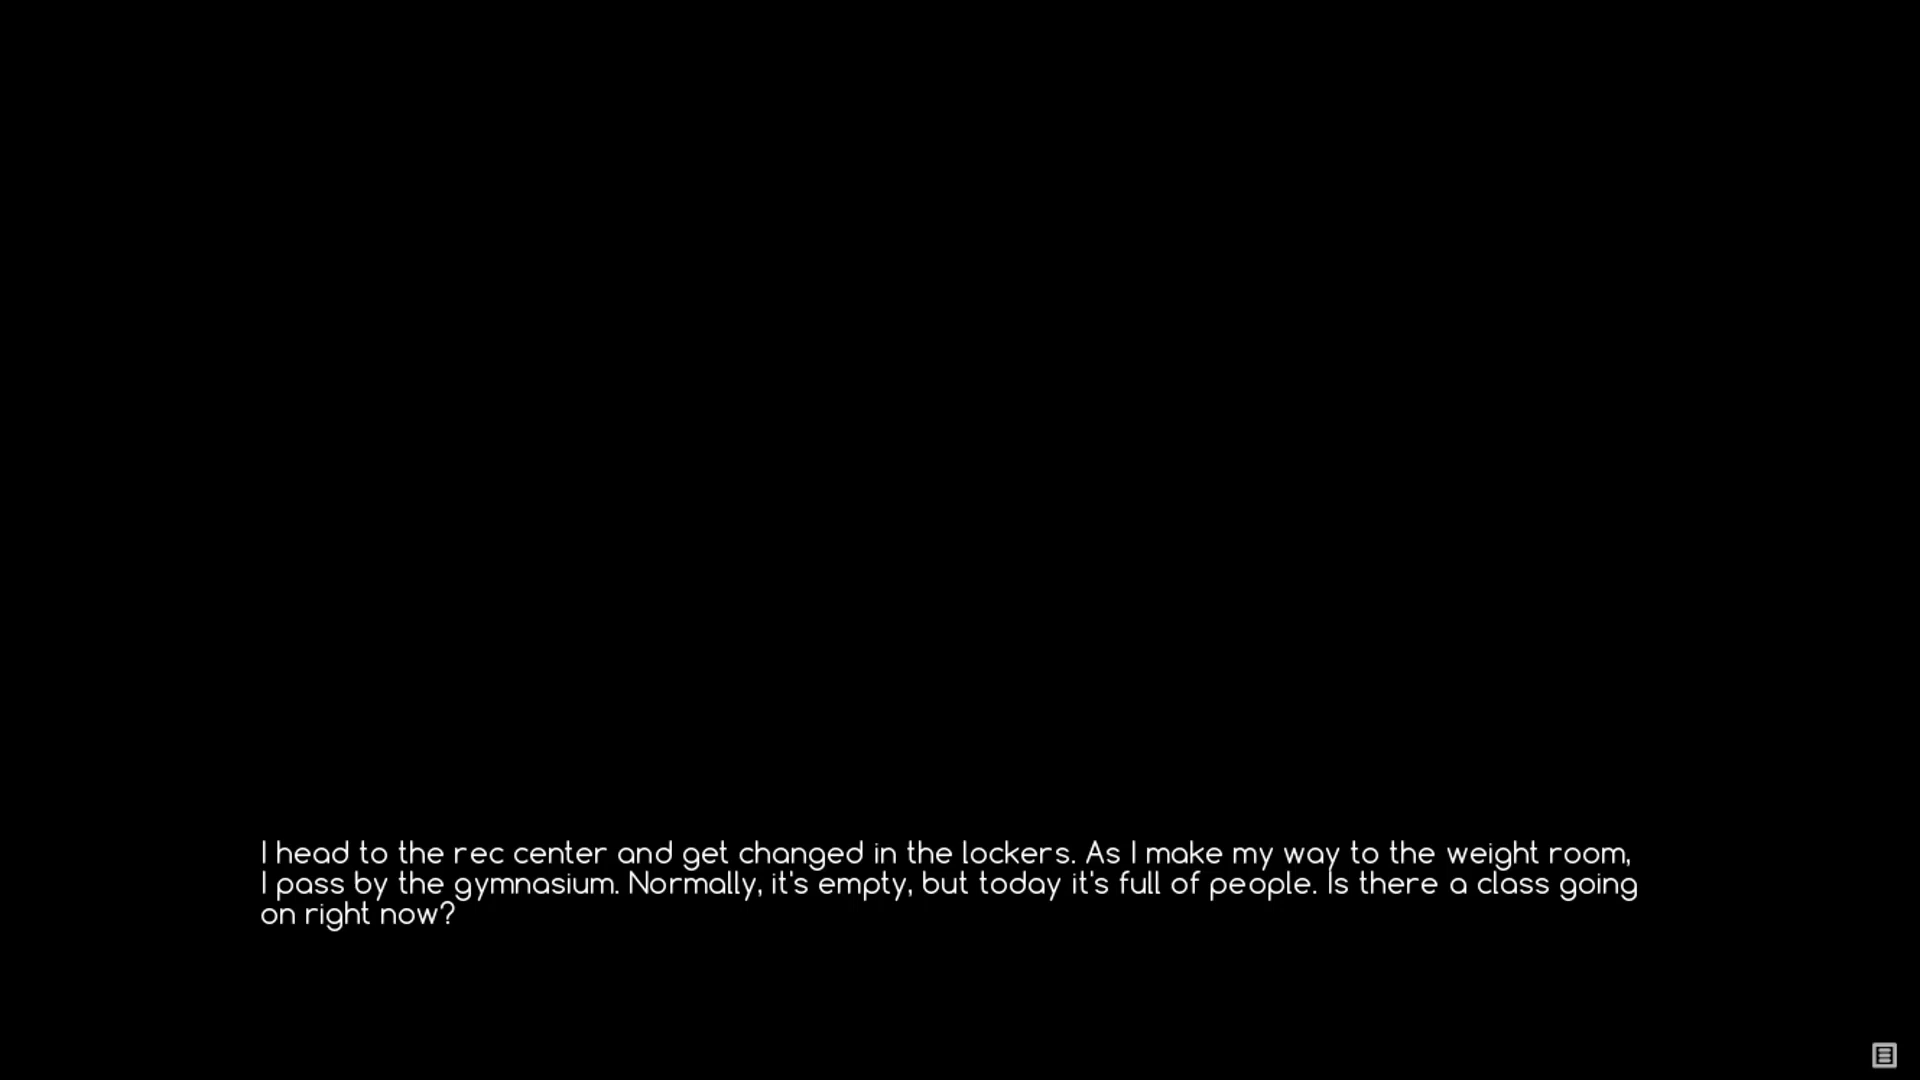 I head to the rec center and get changed in the lockers. As I make my way to the weight room,
I pass by the gymnasium. Normally, it's empty, but today it's full of people. Is there a class going
on right now?